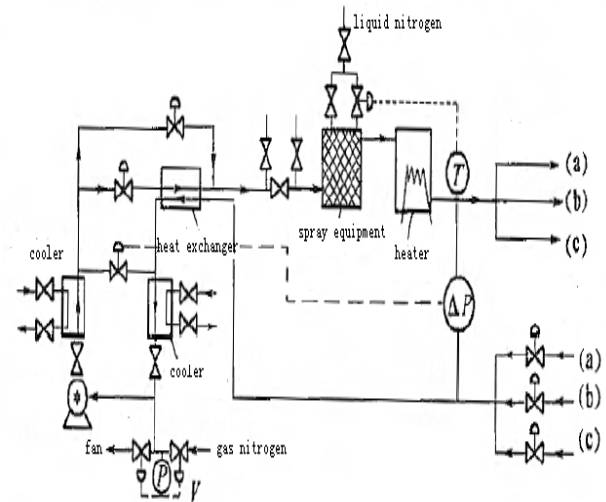 liquid nitrogen
T
(a)
(b)
(c)
spray equipment
heater
heat exchanger
cooler
ΔP
cooler
(a)
(b)
(c)
fan
gas nitrogen
P
V